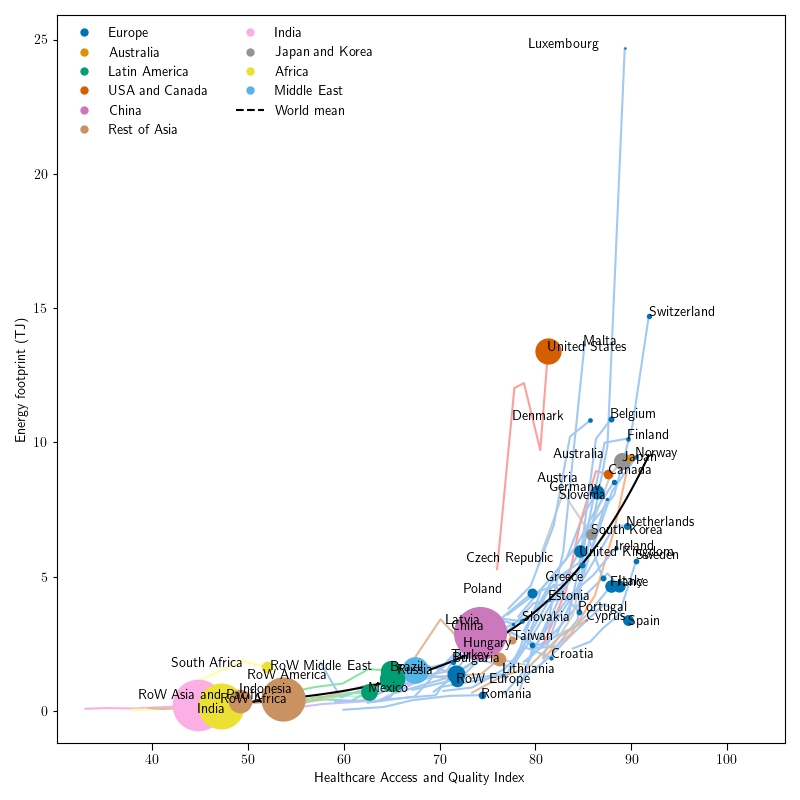 Europe
Australia
Latin America
USA and Canada
China
Rest of Asia
India
Japan and Korea
Africa
Middle East
World mean
Luxembourg
Switzerland
Malta
United States
Denmark
Belgium
Finland
Australia
Norway
Japan
Canada
Austria
Germany
Slovenia
Netherlands
South Korea
Ireland
United Kingdom
Sweden
Czech Republic
Greece
Italy
France
Poland
Estonia
Portugal
Cyprus
Spain
Latvia
China
Slovakia
Taiwan
Hungary
Turkey
Bulgaria
Croatia
Lithuania
South Africa
RoW Middle East
Brazil
Russia
RoW America
RoW Europe
Mexico
Indonesia
RoW Asia and Pacific
RoW Africa
India
Romania
25
20
15
10
5
0
Energy footprint (TJ)
40 50 60 70 80 90 100
Healthcare Access and Quality Index